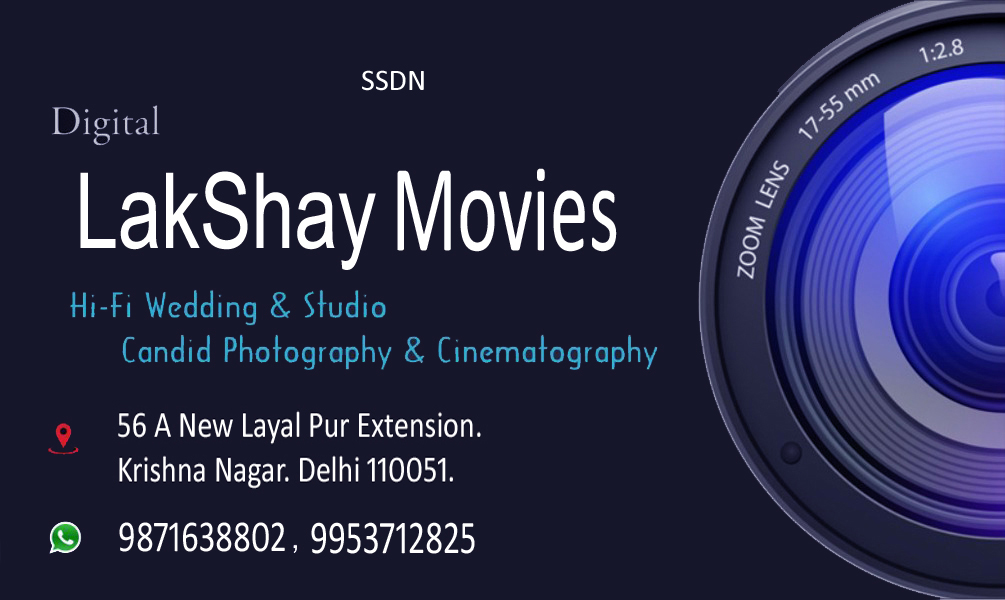 SSDN
Digital
LakShay Movies
Hi-Fi Wedding & Studio
Candid Photography & Cinematography
56 A New Layal Pur Extension.
Krishna Nagar. Delhi 110051.
9871638802 , 9953712825
ZOOM LENS 17-55 mm 1:2.8